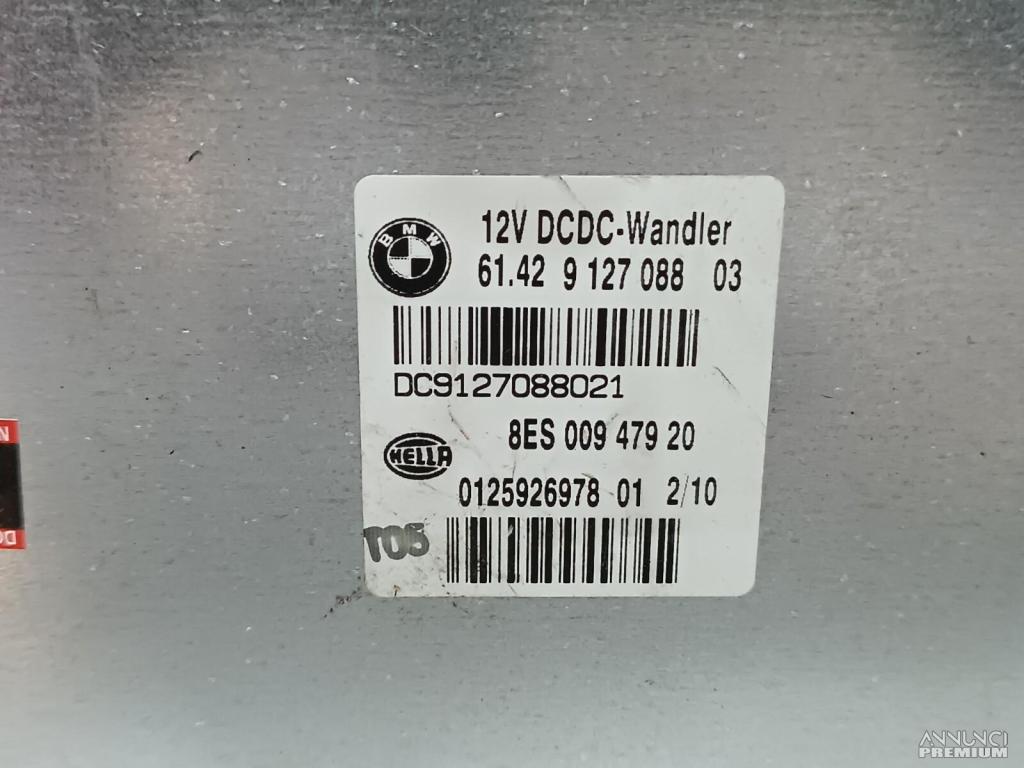 BMW
12V DCDC-Wandler
61.42 9 127 088 03
DC9127088021
8ES 009 479 20
HELLA
0125926978 01 2/10
T05
N
DC
ANNUNCI
PREMIUM